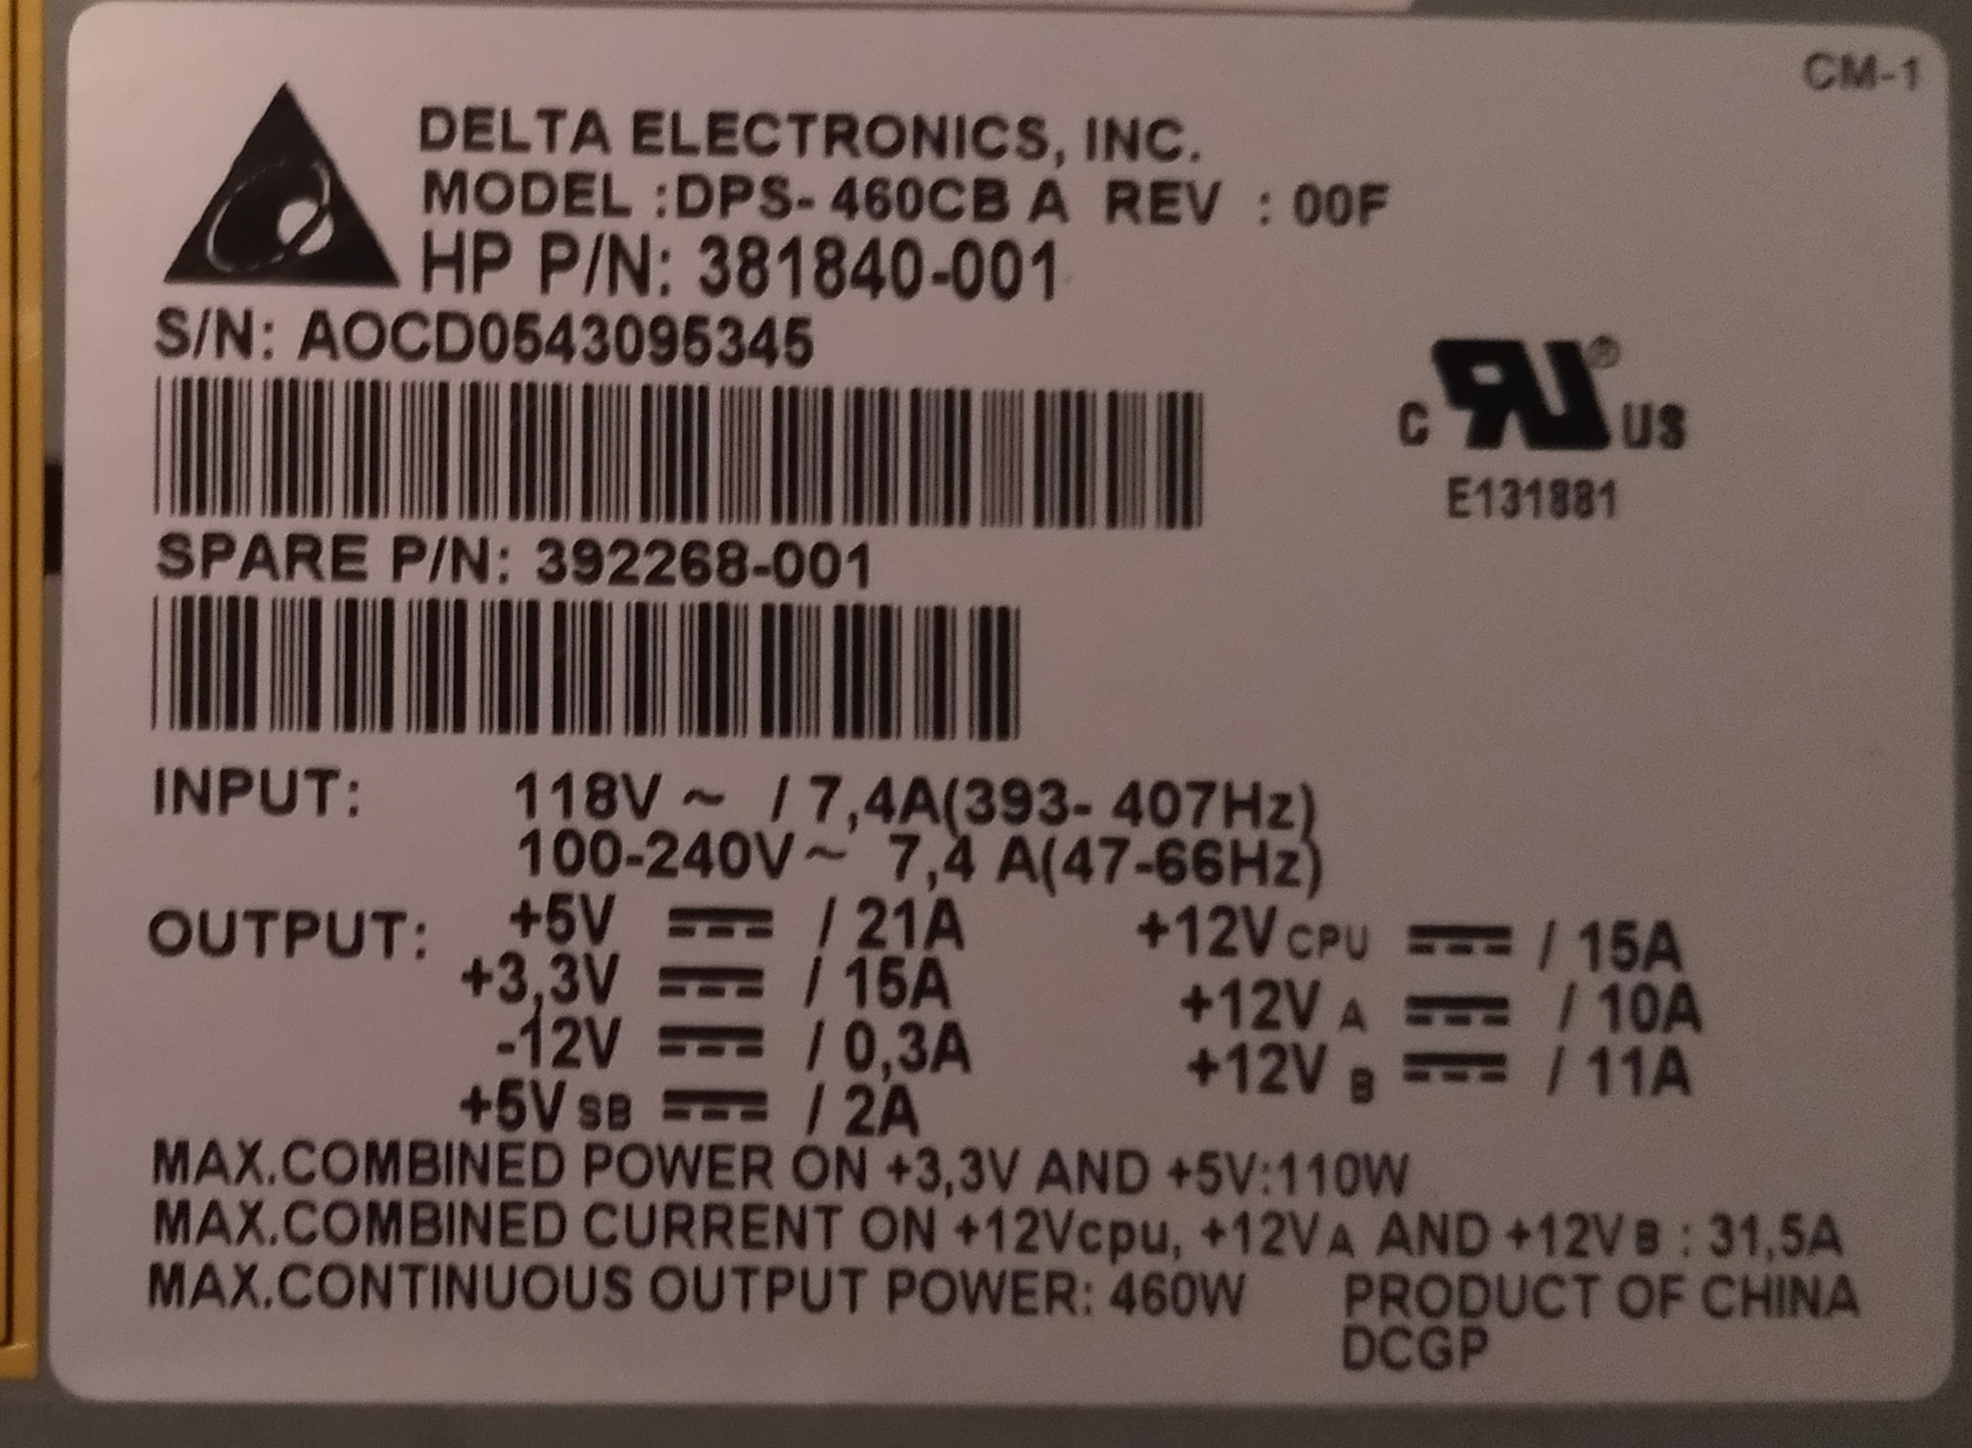 CM-1
DELTA ELECTRONICS, INC.
MODEL :DPS- 460CB A REV : 00F
HP P/N: 381840-001
S/N: AOCD0543095345
C RU® US
E131881
SPARE P/N: 392268-001
INPUT: 118V ~ / 7,4A(393- 407Hz)
100-240V~ 7,4 A(47-66Hz)
OUTPUT: +5V ⎓ / 21A +12V CPU ⎓ / 15A
+3,3V ⎓ / 15A +12V A ⎓ / 10A
-12V ⎓ / 0,3A +12V B ⎓ / 11A
+5V SB ⎓ / 2A
MAX.COMBINED POWER ON +3,3V AND +5V:110W
MAX.COMBINED CURRENT ON +12Vcpu, +12VA AND +12VB : 31,5A
MAX.CONTINUOUS OUTPUT POWER: 460W PRODUCT OF CHINA
DCGP